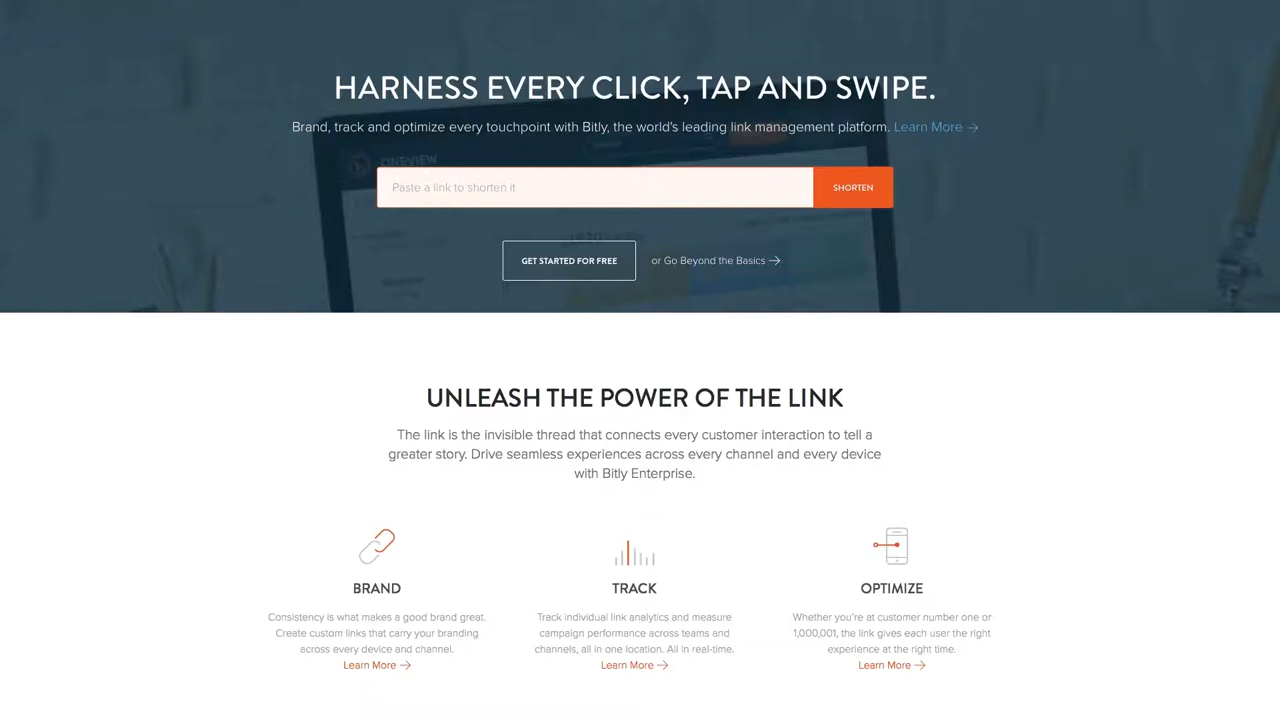 HARNESS EVERY CLICK, TAP AND SWIPE.
Brand, track and optimize every touchpoint with Bitly, the world's leading link management platform. Learn More →
ONEVIEW
Paste a link to shorten it
SHORTEN
GET STARTED FOR FREE
or Go Beyond the Basics →
UNLEASH THE POWER OF THE LINK
The link is the invisible thread that connects every customer interaction to tell a
greater story. Drive seamless experiences across every channel and every device
with Bitly Enterprise.
BRAND
Consistency is what makes a good brand great.
Create custom links that carry your branding
across every device and channel.
Learn More →
TRACK
Track individual link analytics and measure
campaign performance across teams and
channels, all in one location. All in real-time.
Learn More →
OPTIMIZE
Whether you're at customer number one or
1,000,001, the link gives each user the right
experience at the right time.
Learn More →